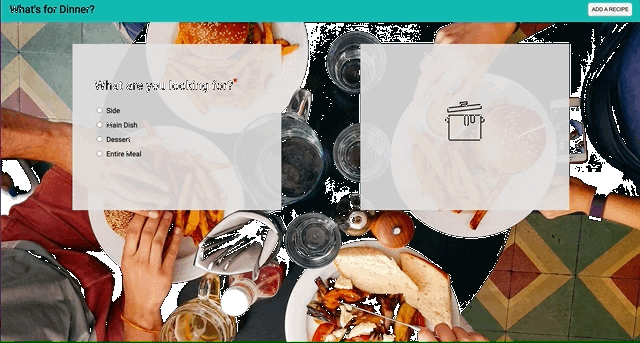 What's for Dinner?
ADD A RECIPE
What are you looking for?*
Side
Main Dish
Dessert
Entire Meal